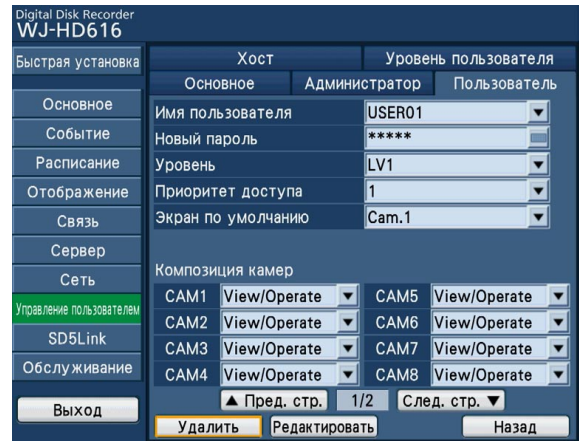 Digital Disk Recorder
WJ-HD616
Быстрая установка
Основное
Событие
Расписание
Отображение
Связь
Сервер
Сеть
Управление пользователем
SD5Link
Обслуживание
Выход
Хост Уровень пользователя
Основное Администратор Пользователь
Имя пользователя USER01
Новый пароль *****
Уровень LV1
Приоритет доступа 1
Экран по умолчанию Cam.1
Композиция камер
CAM1 View/Operate CAM5 View/Operate
CAM2 View/Operate CAM6 View/Operate
CAM3 View/Operate CAM7 View/Operate
CAM4 View/Operate CAM8 View/Operate
▲ Пред. стр. 1/2 След. стр. ▼
Удалить Редактировать Назад